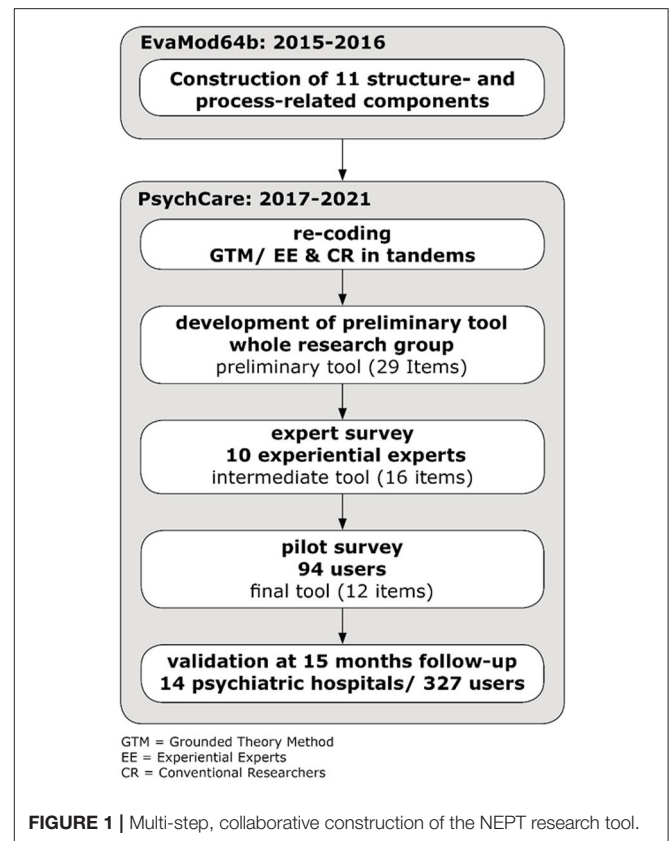 EvaMod64b: 2015-2016
Construction of 11 structure- and
process-related components
PsychCare: 2017-2021
re-coding
GTM/ EE & CR in tandems
development of preliminary tool
whole research group
preliminary tool (29 Items)
expert survey
10 experiential experts
intermediate tool (16 items)
pilot survey
94 users
final tool (12 items)
validation at 15 months follow-up
14 psychiatric hospitals/ 327 users
GTM = Grounded Theory Method
EE = Experiential Experts
CR = Conventional Researchers
FIGURE 1 | Multi-step, collaborative construction of the NEPT research tool.